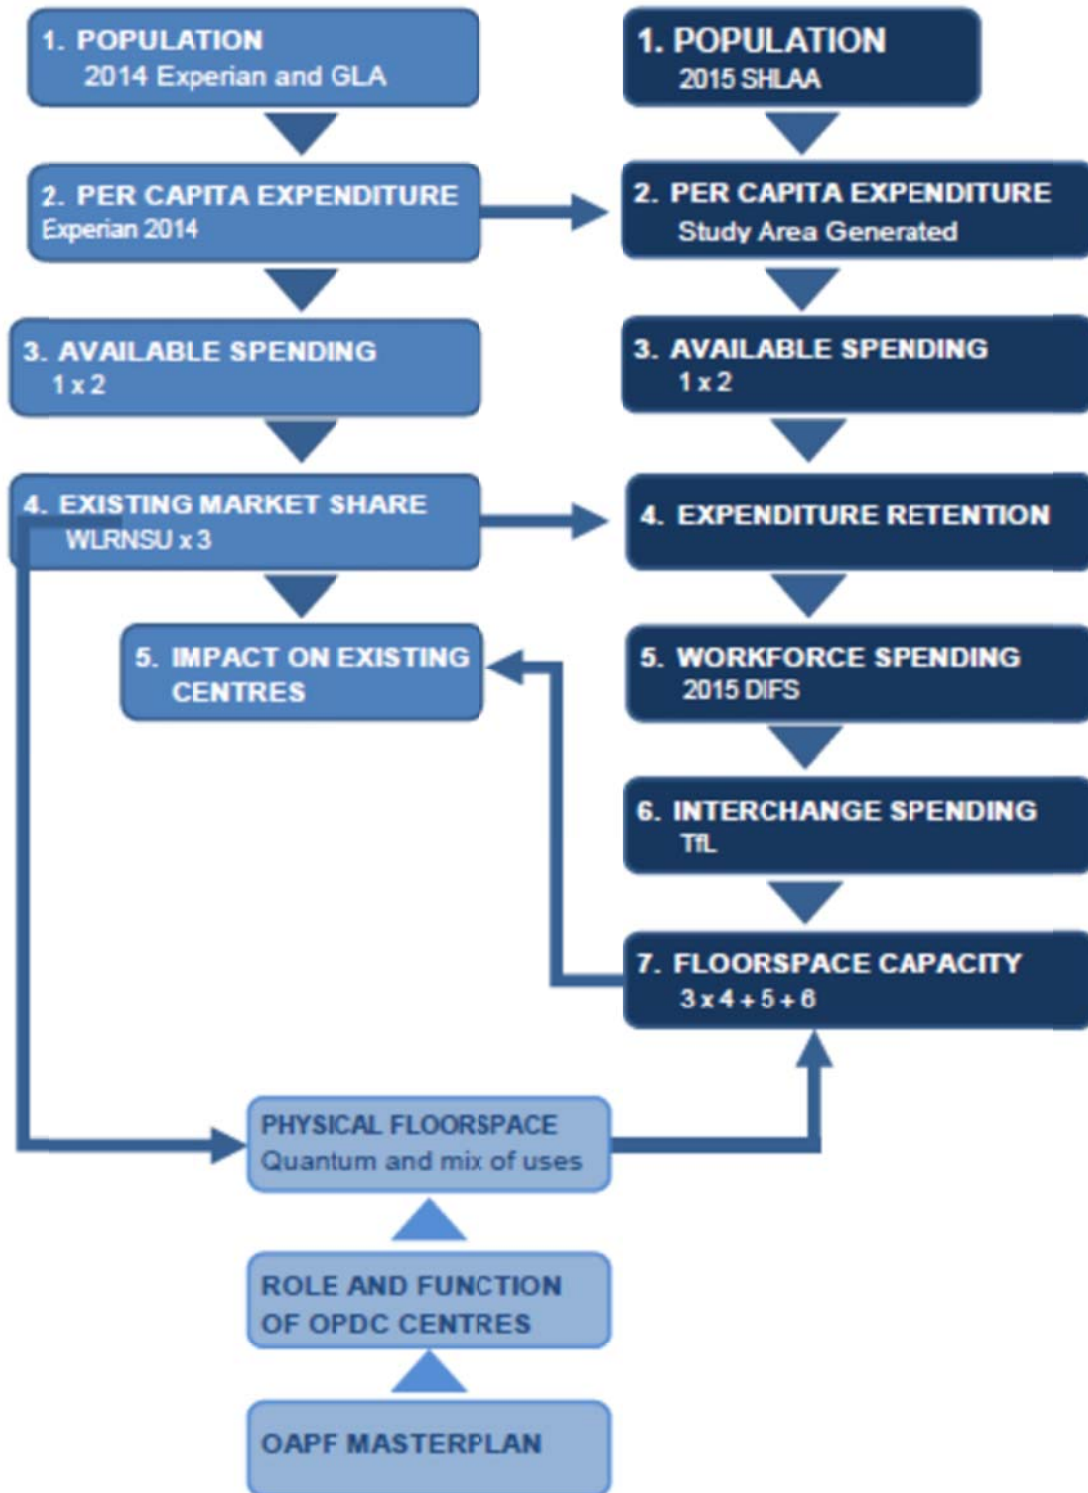 1. POPULATION
2014 Experian and GLA
2. PER CAPITA EXPENDITURE
Experian 2014
3. AVAILABLE SPENDING
1 x 2
4. EXISTING MARKET SHARE
WLRNSU x 3
5. IMPACT ON EXISTING
CENTRES
1. POPULATION
2015 SHLAA
2. PER CAPITA EXPENDITURE
Study Area Generated
3. AVAILABLE SPENDING
1 x 2
4. EXPENDITURE RETENTION
5. WORKFORCE SPENDING
2015 DIFS
6. INTERCHANGE SPENDING
TfL
7. FLOORSPACE CAPACITY
3 x 4 + 5 + 6
PHYSICAL FLOORSPACE
Quantum and mix of uses
ROLE AND FUNCTION
OF OPDC CENTRES
OAPF MASTERPLAN